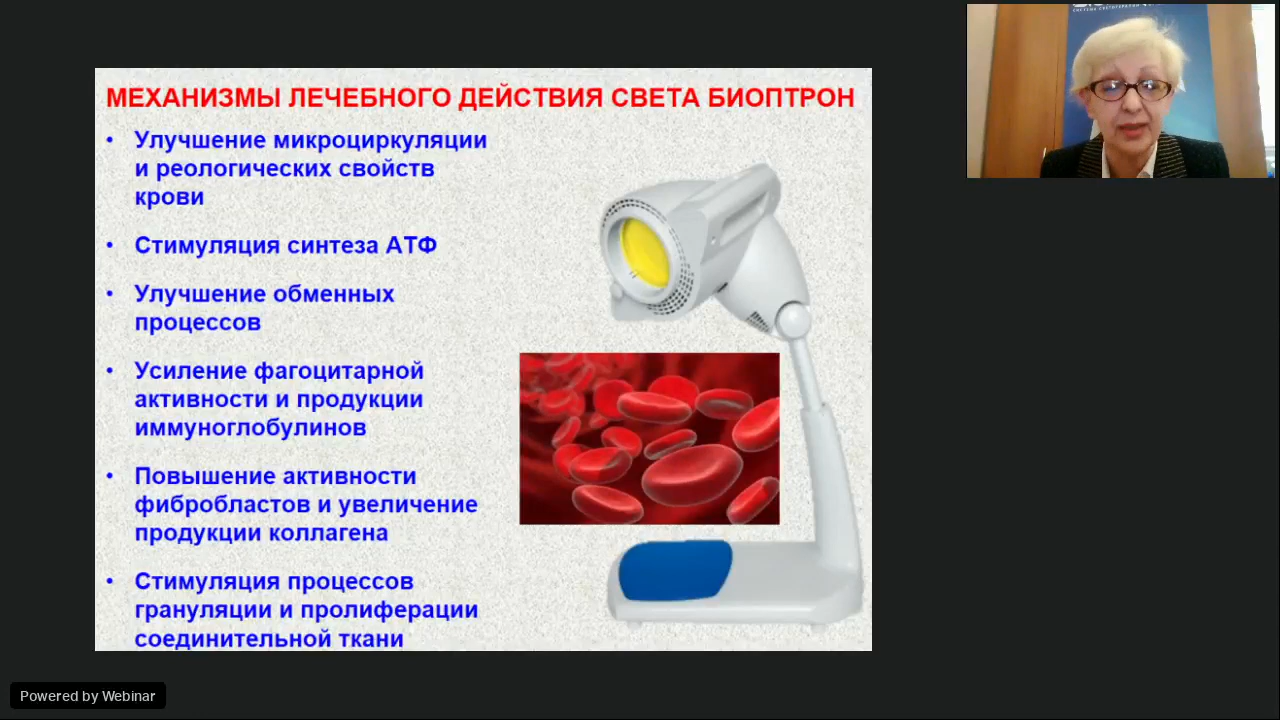 МЕХАНИЗМЫ ЛЕЧЕБНОГО ДЕЙСТВИЯ СВЕТА БИОПТРОН
• Улучшение микроциркуляции
и реологических свойств
крови
• Стимуляция синтеза АТФ
• Улучшение обменных
процессов
• Усиление фагоцитарной
активности и продукции
иммуноглобулинов
• Повышение активности
фибробластов и увеличение
продукции коллагена
• Стимуляция процессов
грануляции и пролиферации
соединительной ткани
Powered by Webinar